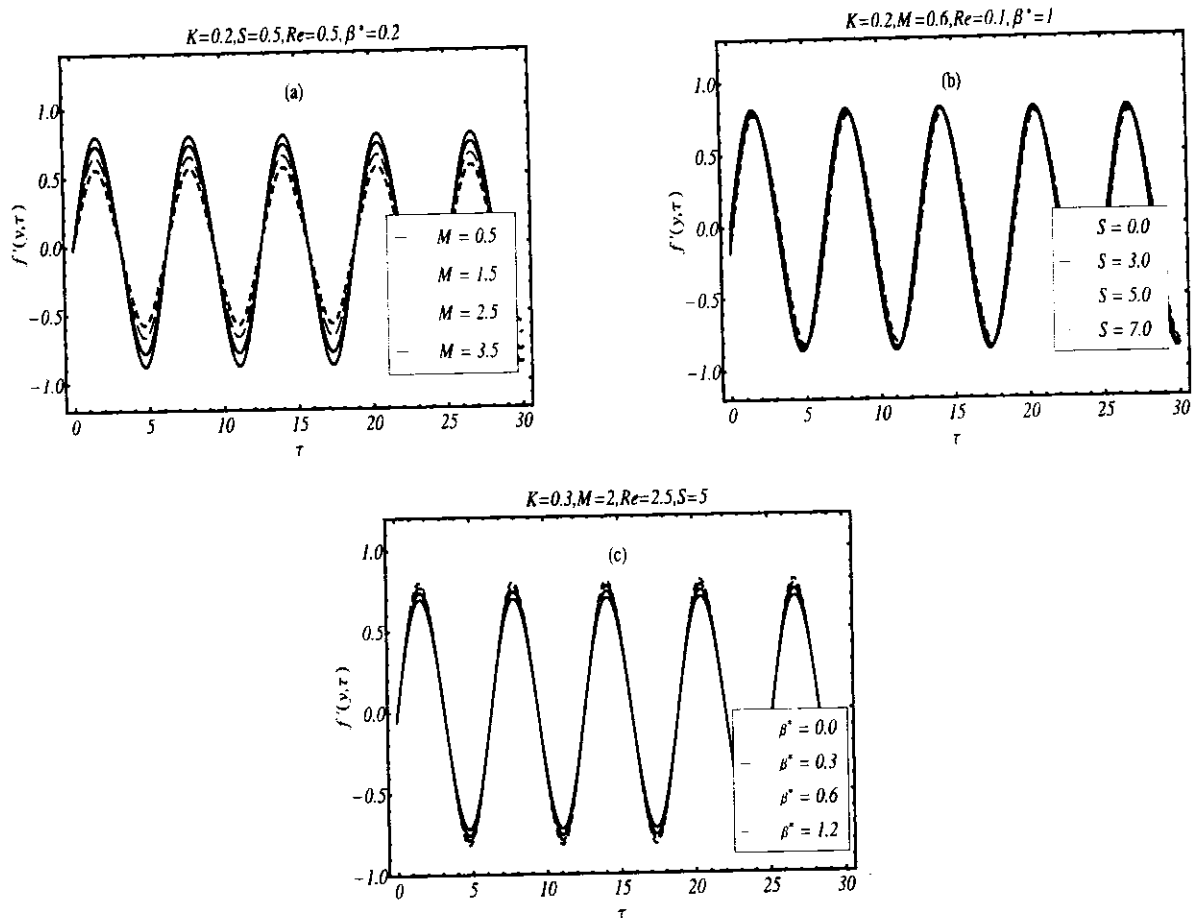 K=0.2,S=0.5,Re=0.5,β*=0.2
(a)
1.0
0.5
0.0
−0.5
−1.0
f'(y,τ)
M = 0.5
M = 1.5
M = 2.5
M = 3.5
0 5 10 15 20 25 30
τ
K=0.2,M=0.6,Re=0.1,β*=1
(b)
1.0
0.5
0.0
−0.5
−1.0
f'(y,τ)
S = 0.0
S = 3.0
S = 5.0
S = 7.0
0 5 10 15 20 25 30
τ
K=0.3,M=2,Re=2.5,S=5
(c)
1.0
0.5
0.0
−0.5
−1.0
f'(y,τ)
β* = 0.0
β* = 0.3
β* = 0.6
β* = 1.2
0 5 10 15 20 25 30
τ